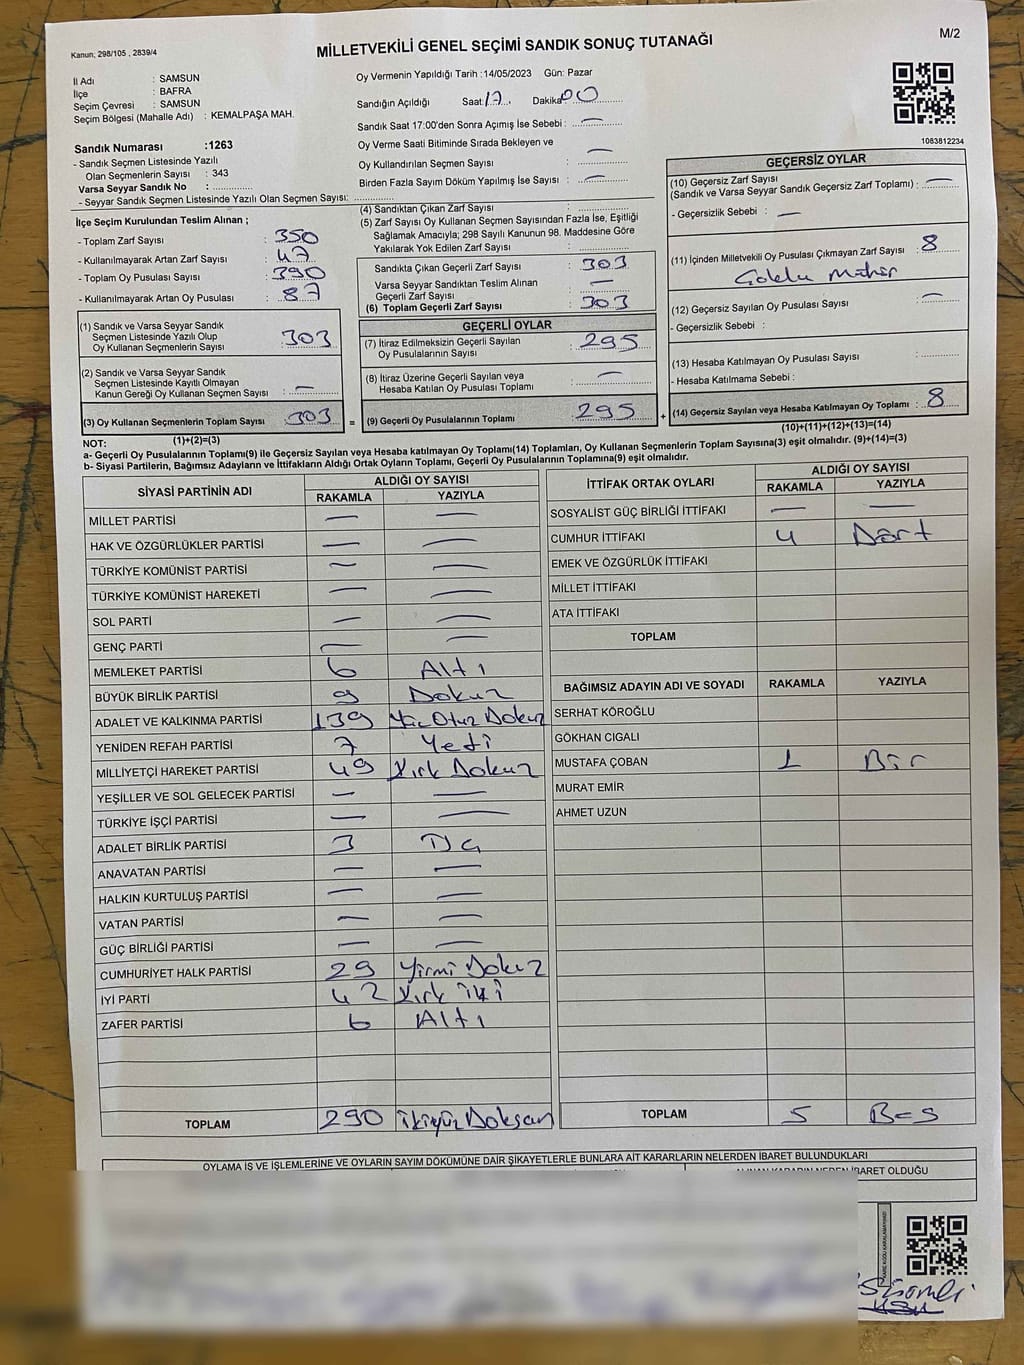 Kanun; 298/105 , 2839/4
MİLLETVEKİLİ GENEL SEÇİMİ SANDIK SONUÇ TUTANAĞI
M/2
İl Adı : SAMSUN
İlçe : BAFRA
Seçim Çevresi : SAMSUN
Seçim Bölgesi (Mahalle Adı) : KEMALPAŞA MAH.
Sandık Numarası :1263
- Sandık Seçmen Listesinde Yazılı
Olan Seçmenlerin Sayısı : 343
Varsa Seyyar Sandık No : ...............
- Seyyar Sandık Seçmen Listesinde Yazılı Olan Seçmen Sayısı: ...............
Oy Vermenin Yapıldığı Tarih :14/05/2023 Gün: Pazar
Sandığın Açıldığı Saat: 17 Dakika 00
Sandık Saat 17:00'den Sonra Açımış İse Sebebi : —
Oy Verme Saati Bitiminde Sırada Bekleyen ve
Oy Kullandırılan Seçmen Sayısı : —
Birden Fazla Sayım Döküm Yapılmış İse Sayısı : —
1083812234
İlçe Seçim Kurulundan Teslim Alınan ;
- Toplam Zarf Sayısı : 350
- Kullanılmayarak Artan Zarf Sayısı : 47
- Toplam Oy Pusulası Sayısı : 390
- Kullanılmayarak Artan Oy Pusulası : 87
(1) Sandık ve Varsa Seyyar Sandık
Seçmen Listesinde Yazılı Olup
Oy Kullanan Seçmenlerin Sayısı : 303
(2) Sandık ve Varsa Seyyar Sandık
Seçmen Listesinde Kayıtlı Olmayan
Kanun Gereği Oy Kullanan Seçmen Sayısı : —
(3) Oy Kullanan Seçmenlerin Toplam Sayısı : 303
(1)+(2)=(3)
(4) Sandıktan Çıkan Zarf Sayısı :
(5) Zarf Sayısı Oy Kullanan Seçmen Sayısından Fazla İse, Eşitliği
Sağlamak Amacıyla; 298 Sayılı Kanunun 98. Maddesine Göre
Yakılarak Yok Edilen Zarf Sayısı :
Sandıkta Çıkan Geçerli Zarf Sayısı : 303
Varsa Seyyar Sandıktan Teslim Alınan
Geçerli Zarf Sayısı : —
(6) Toplam Geçerli Zarf Sayısı : 303
GEÇERLİ OYLAR
(7) İtiraz Edilmeksizin Geçerli Sayılan
Oy Pusulalarının Sayısı : 295
(8) İtiraz Üzerine Geçerli Sayılan veya
Hesaba Katılan Oy Pusulası Toplamı : —
= (9) Geçerli Oy Pusulalarının Toplamı : 295 +
GEÇERSİZ OYLAR
(10) Geçersiz Zarf Sayısı
(Sandık ve Varsa Seyyar Sandık Geçersiz Zarf Toplamı) : —
- Geçersizlik Sebebi : —
(11) İçinden Milletvekili Oy Pusulası Çıkmayan Zarf Sayısı : 8
(12) Geçersiz Sayılan Oy Pusulası Sayısı : —
- Geçersizlik Sebebi :
(13) Hesaba Katılmayan Oy Pusulası Sayısı :
- Hesaba Katılmama Sebebi :
(14) Geçersiz Sayılan veya Hesaba Katılmayan Oy Toplamı : 8
(10)+(11)+(12)+(13)=(14)
NOT:
a- Geçerli Oy Pusulalarının Toplamı(9) ile Geçersiz Sayılan veya Hesaba katılmayan Oy Toplamı(14) Toplamları, Oy Kullanan Seçmenlerin Toplam Sayısına(3) eşit olmalıdır. (9)+(14)=(3)
b- Siyasi Partilerin, Bağımsız Adayların ve İttifakların Aldığı Ortak Oyların Toplamı, Geçerli Oy Pusulalarının Toplamına(9) eşit olmalıdır.
SİYASİ PARTİNİN ADI ALDIĞI OY SAYISI
RAKAMLA YAZIYLA
MİLLET PARTİSİ — —
HAK VE ÖZGÜRLÜKLER PARTİSİ — —
TÜRKİYE KOMÜNİST PARTİSİ — —
TÜRKİYE KOMÜNİST HAREKETİ — —
SOL PARTİ — —
GENÇ PARTİ — —
MEMLEKET PARTİSİ 6 Altı
BÜYÜK BİRLİK PARTİSİ 9 Dokuz
ADALET VE KALKINMA PARTİSİ 139 Yüz Otuz Dokuz
YENİDEN REFAH PARTİSİ 7 Yedi
MİLLİYETÇİ HAREKET PARTİSİ 49 Kırk Dokuz
YEŞİLLER VE SOL GELECEK PARTİSİ — —
TÜRKİYE İŞÇİ PARTİSİ — —
ADALET BİRLİK PARTİSİ 3 Üç
ANAVATAN PARTİSİ — —
HALKIN KURTULUŞ PARTİSİ — —
VATAN PARTİSİ — —
GÜÇ BİRLİĞİ PARTİSİ — —
CUMHURİYET HALK PARTİSİ 29 Yirmi Dokuz
İYİ PARTİ 42 Kırk iki
ZAFER PARTİSİ 6 Altı
TOPLAM 290 ikiyüz Doksan
İTTİFAK ORTAK OYLARI ALDIĞI OY SAYISI
RAKAMLA YAZIYLA
SOSYALİST GÜÇ BİRLİĞİ İTTİFAKI — —
CUMHUR İTTİFAKI 4 Dört
EMEK VE ÖZGÜRLÜK İTTİFAKI
MİLLET İTTİFAKI
ATA İTTİFAKI
TOPLAM
BAĞIMSIZ ADAYIN ADI VE SOYADI RAKAMLA YAZIYLA
SERHAT KÖROĞLU
GÖKHAN CIGALI
MUSTAFA ÇOBAN 1 Bir
MURAT EMİR
AHMET UZUN
TOPLAM 5 Beş
OYLAMA İŞ VE İŞLEMLERİNE VE OYLARIN SAYIM DÖKÜMÜNE DAİR ŞİKAYETLERLE BUNLARA AİT KARARLARIN NELERDEN İBARET BULUNDUKLARI
ALINAN KARARIN NEDEN İBARET OLDUĞU